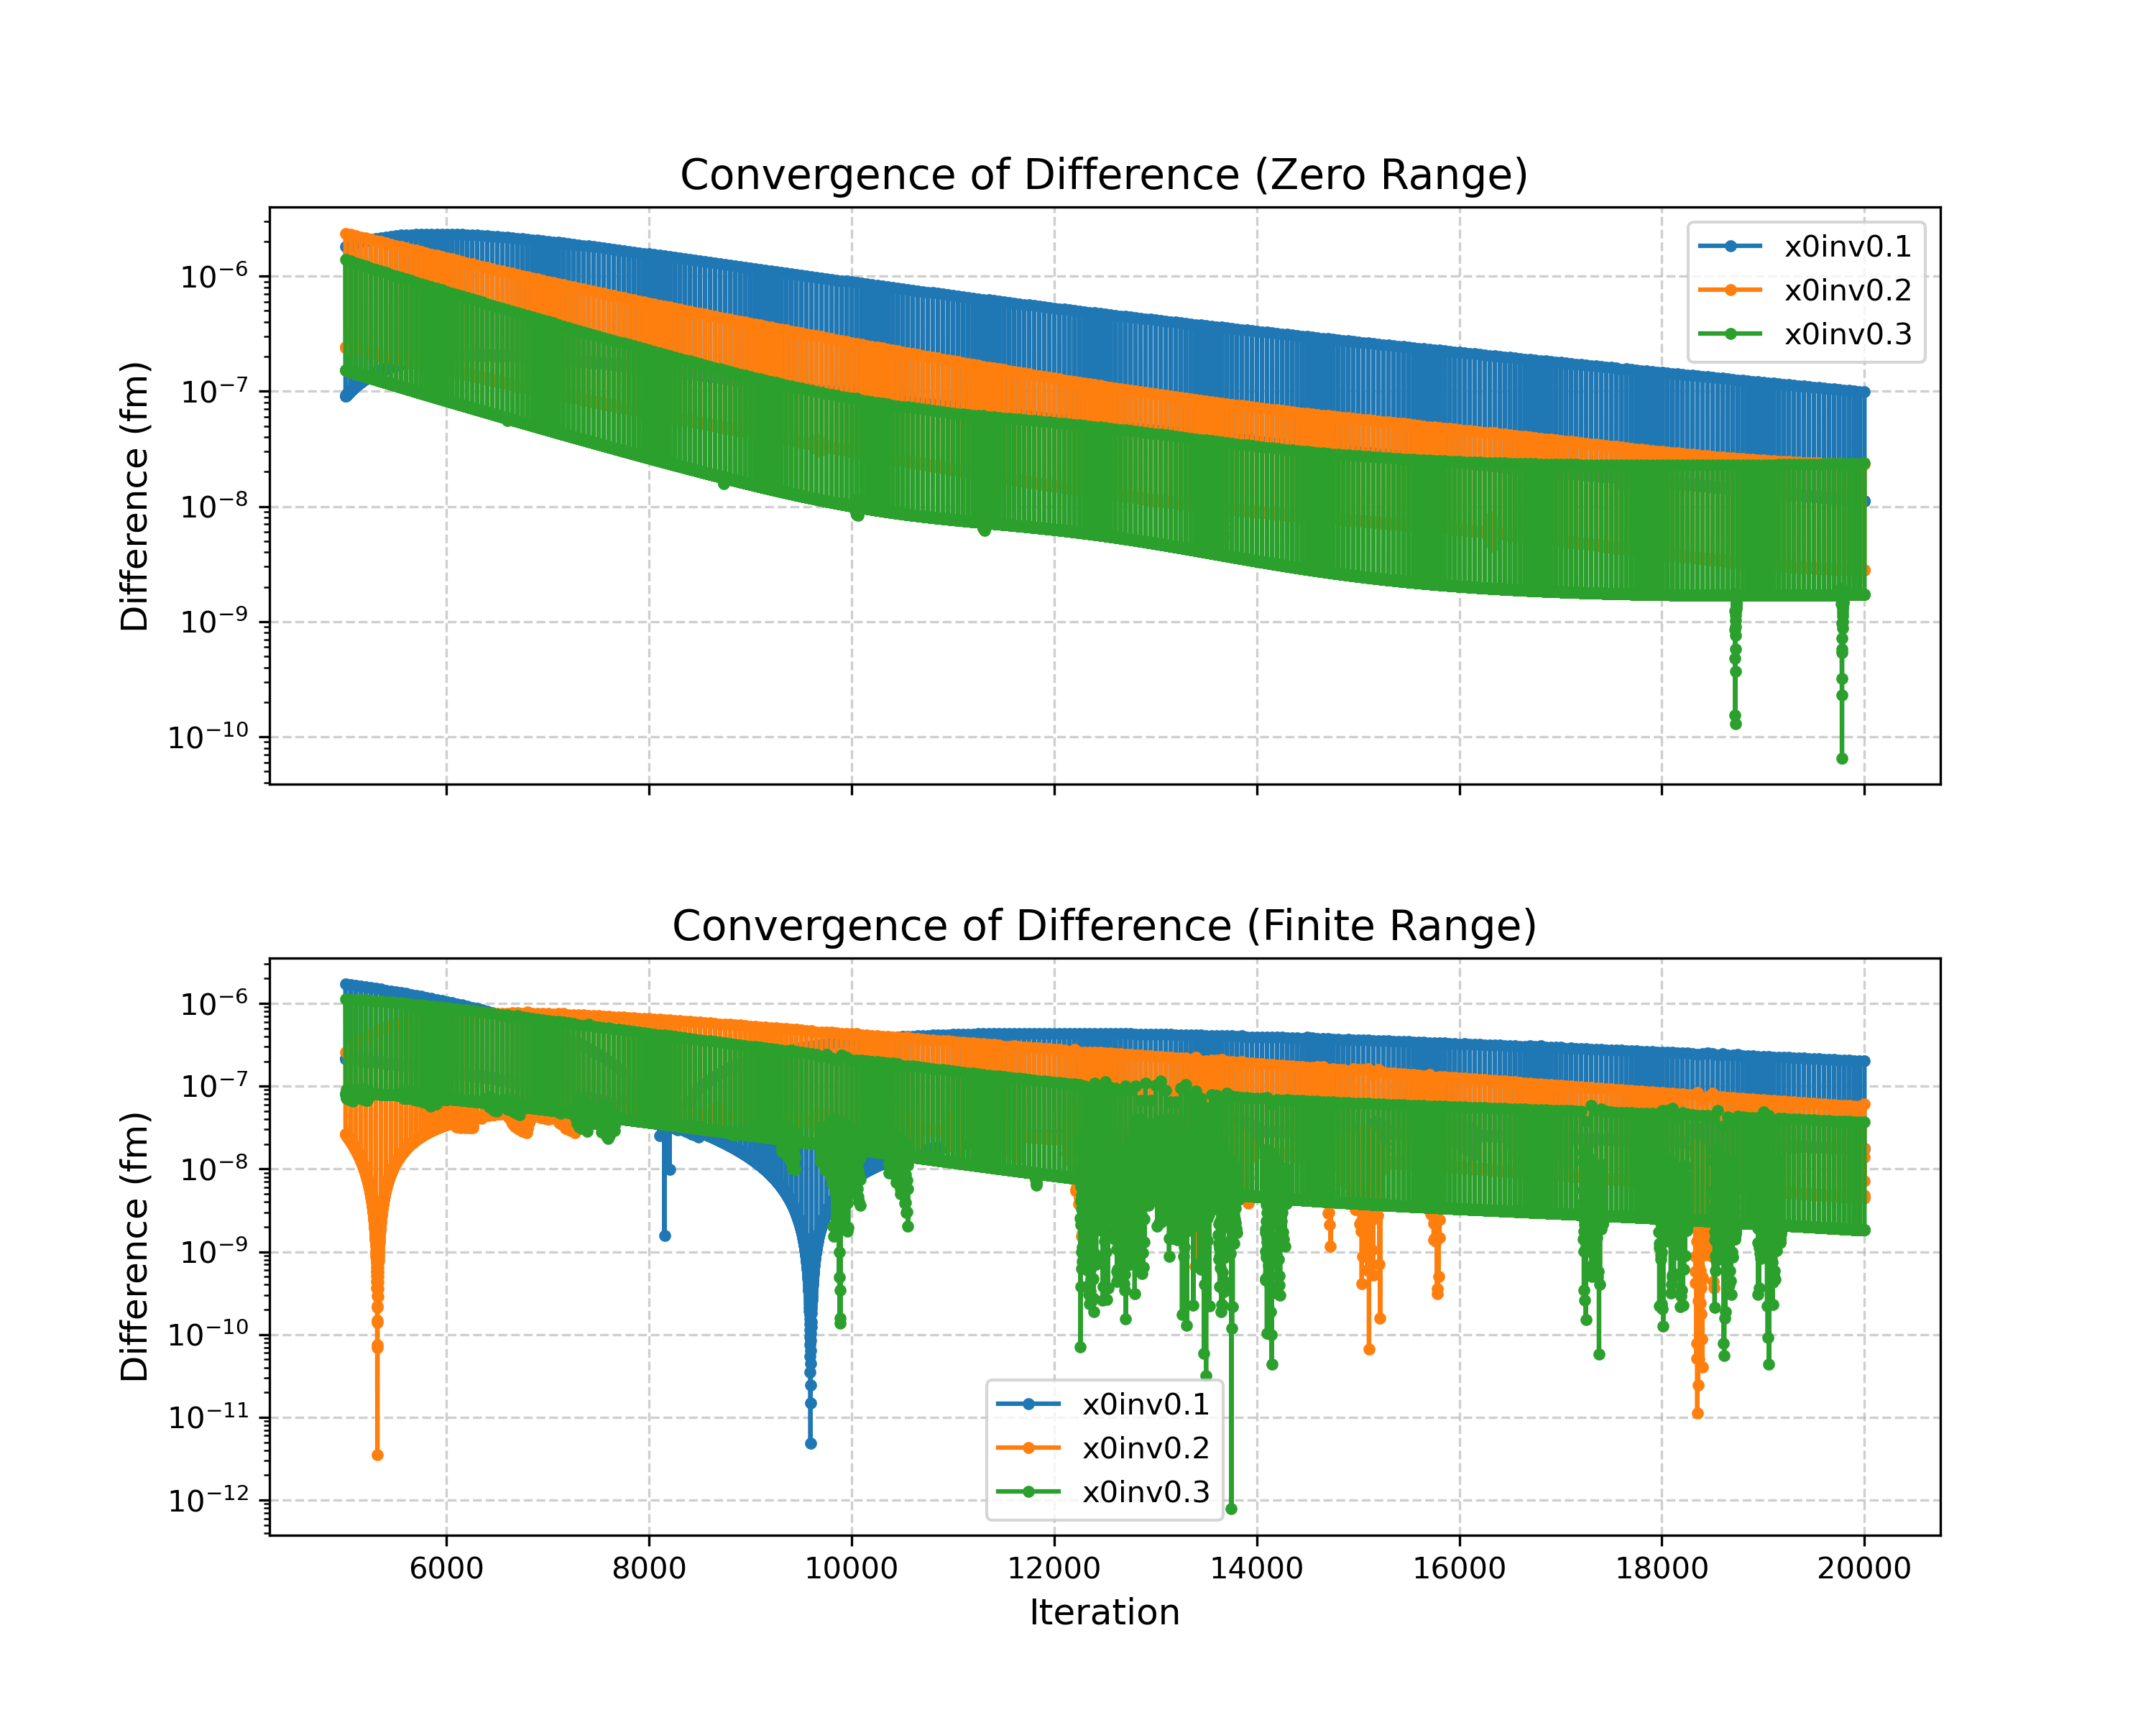 Convergence of Difference (Zero Range)
Difference (fm)
10⁻⁶
10⁻⁷
10⁻⁸
10⁻⁹
10⁻¹⁰
x0inv0.1
x0inv0.2
x0inv0.3
Convergence of Difference (Finite Range)
Difference (fm)
10⁻⁶
10⁻⁷
10⁻⁸
10⁻⁹
10⁻¹⁰
10⁻¹¹
10⁻¹²
x0inv0.1
x0inv0.2
x0inv0.3
6000 8000 10000 12000 14000 16000 18000 20000
Iteration